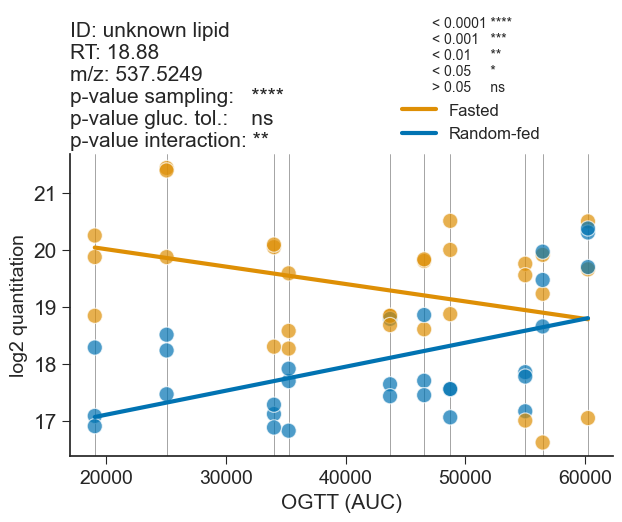 ID: unknown lipid
RT: 18.88
m/z: 537.5249
p-value sampling: ****
p-value gluc. tol.: ns
p-value interaction: **
< 0.0001 ****
< 0.001 ***
< 0.01 **
< 0.05 *
> 0.05 ns
Fasted
Random-fed
log2 quantitation
21
20
19
18
17
20000 30000 40000 50000 60000
OGTT (AUC)